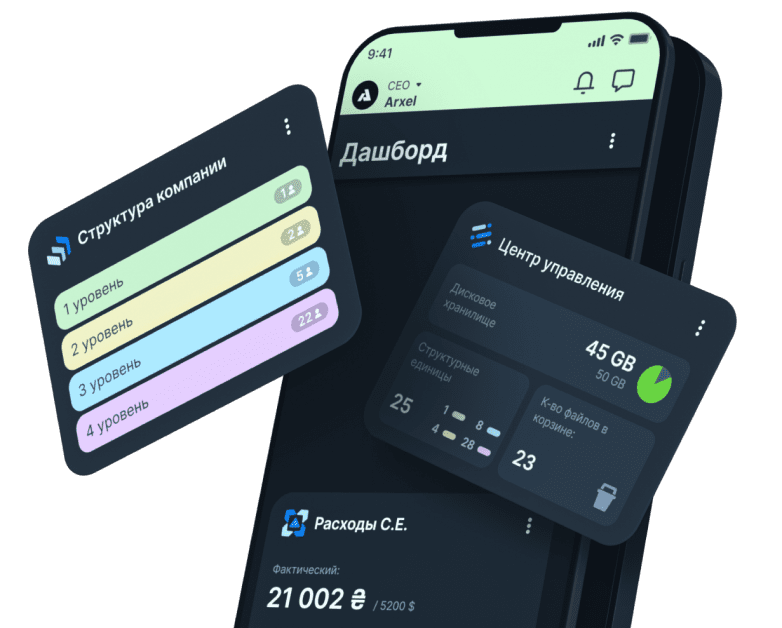 9:41
CEO
Arxel
Дашборд
Структура компании
1 уровень
1
2 уровень
2
3 уровень
5
4 уровень
22
Центр управления
Дисковое
хранилище
45 GB
50 GB
Структурные
единицы
25
1
8
4
28
К-во файлов в
корзине:
23
Расходы С.Е.
Фактический:
21 002 ₴ / 5200 $